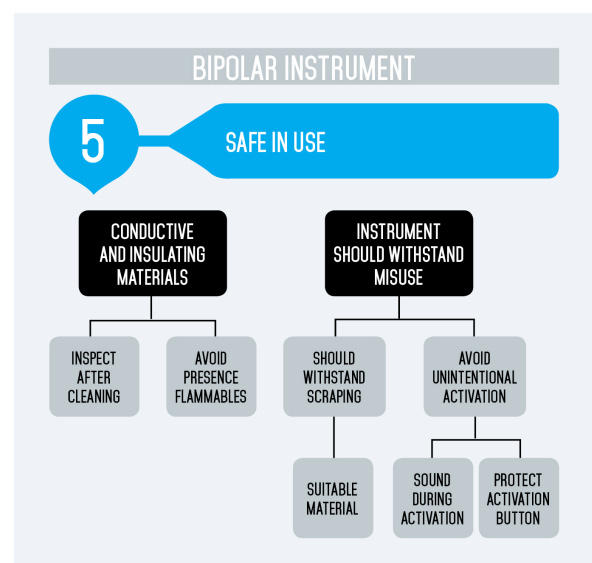 BIPOLAR INSTRUMENT
5
SAFE IN USE
CONDUCTIVE
AND INSULATING
MATERIALS
INSTRUMENT
SHOULD WITHSTAND
MISUSE
INSPECT
AFTER
CLEANING
AVOID
PRESENCE
FLAMMABLES
SHOULD
WITHSTAND
SCRAPING
AVOID
UNINTENTIONAL
ACTIVATION
SUITABLE
MATERIAL
SOUND
DURING
ACTIVATION
PROTECT
ACTIVATION
BUTTON